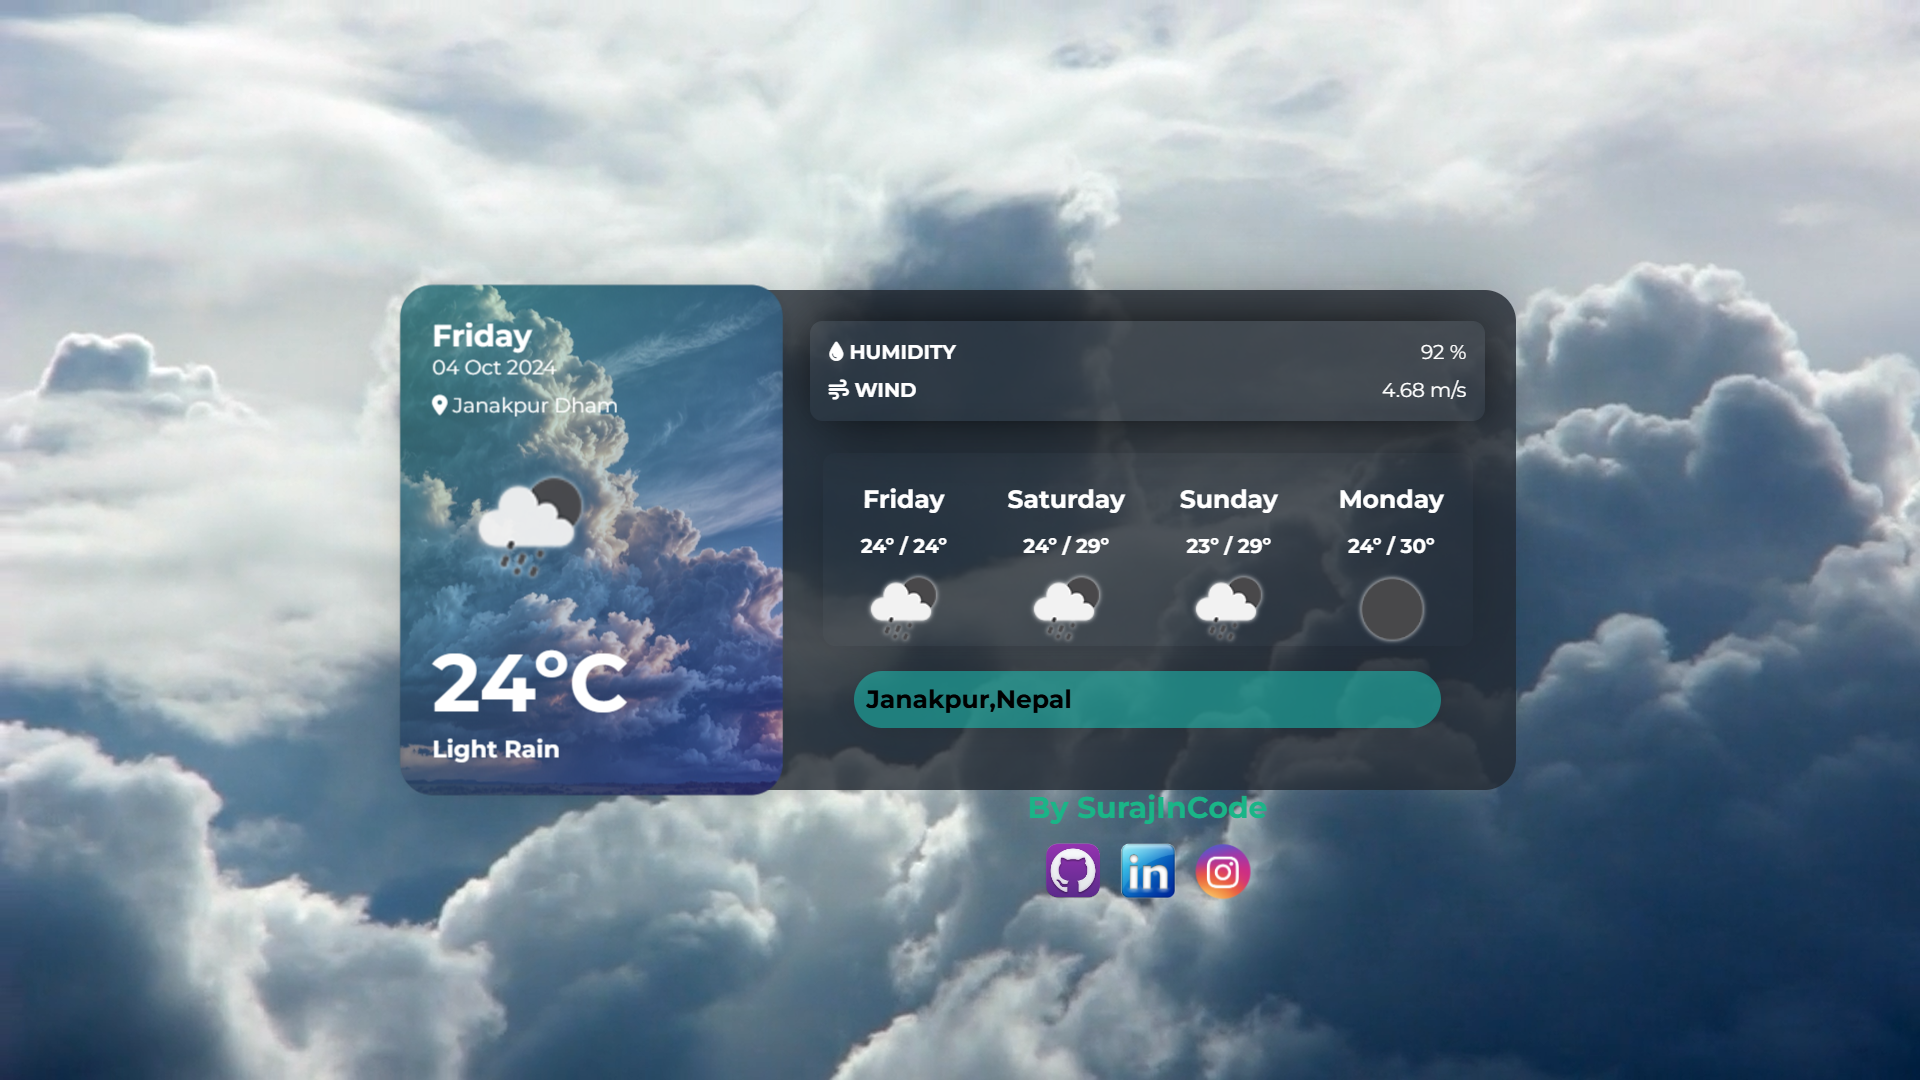 Friday
04 Oct 2024
Janakpur Dham
24°C
Light Rain
HUMIDITY 92 %
WIND 4.68 m/s
Friday Saturday Sunday Monday
24° / 24° 24° / 29° 23° / 29° 24° / 30°
Janakpur,Nepal
By SurajInCode
in